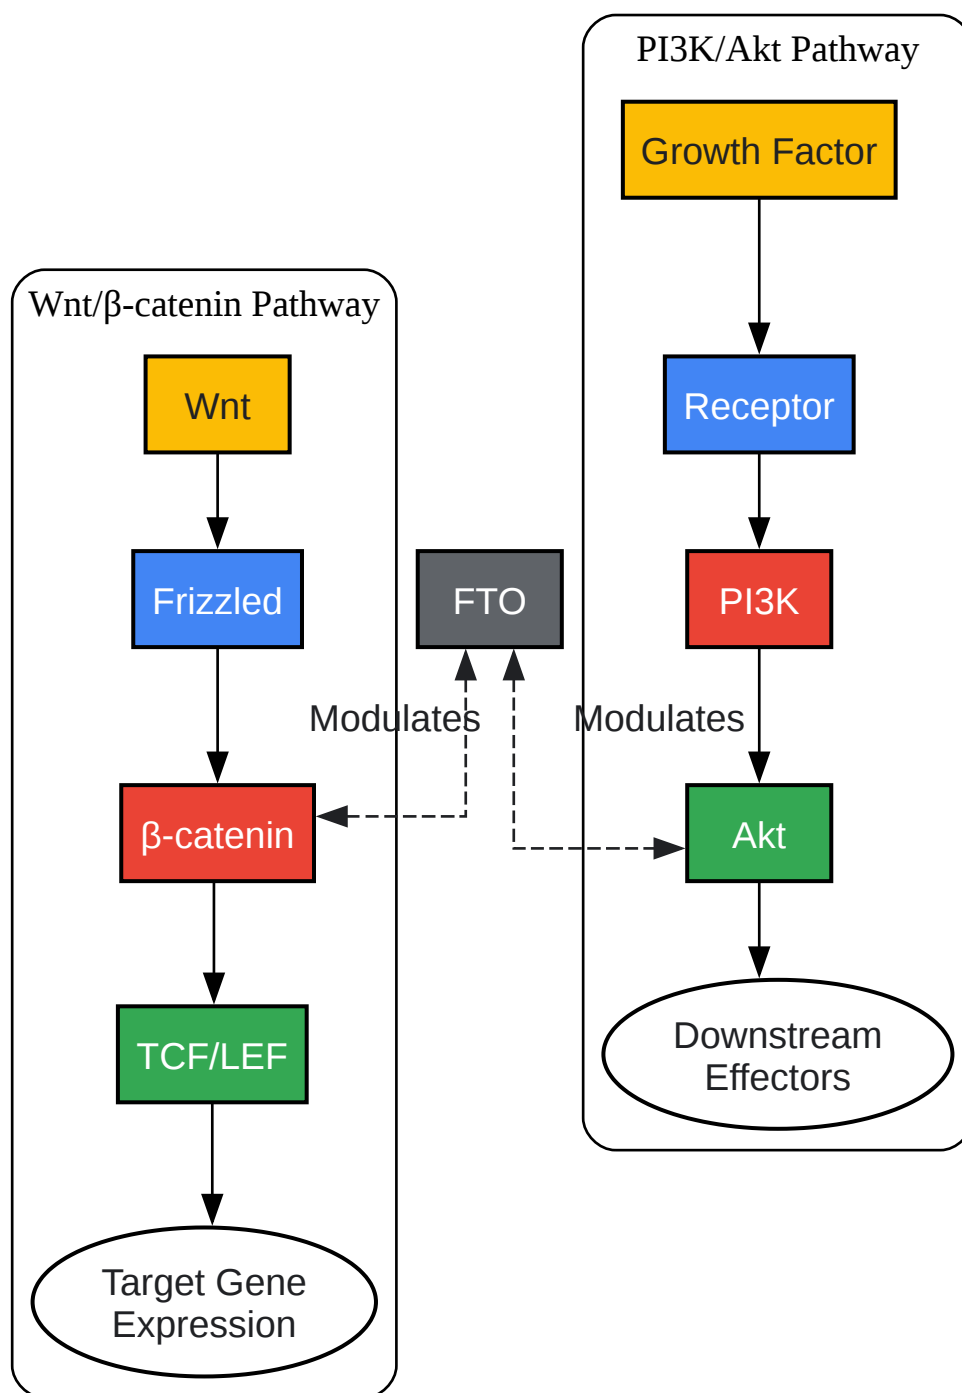 PI3K/Akt Pathway
Growth Factor
Receptor
PI3K
Modulates
Akt
Downstream
Effectors
Wnt/β-catenin Pathway
Wnt
Frizzled
FTO
Modulates
β-catenin
TCF/LEF
Target Gene
Expression